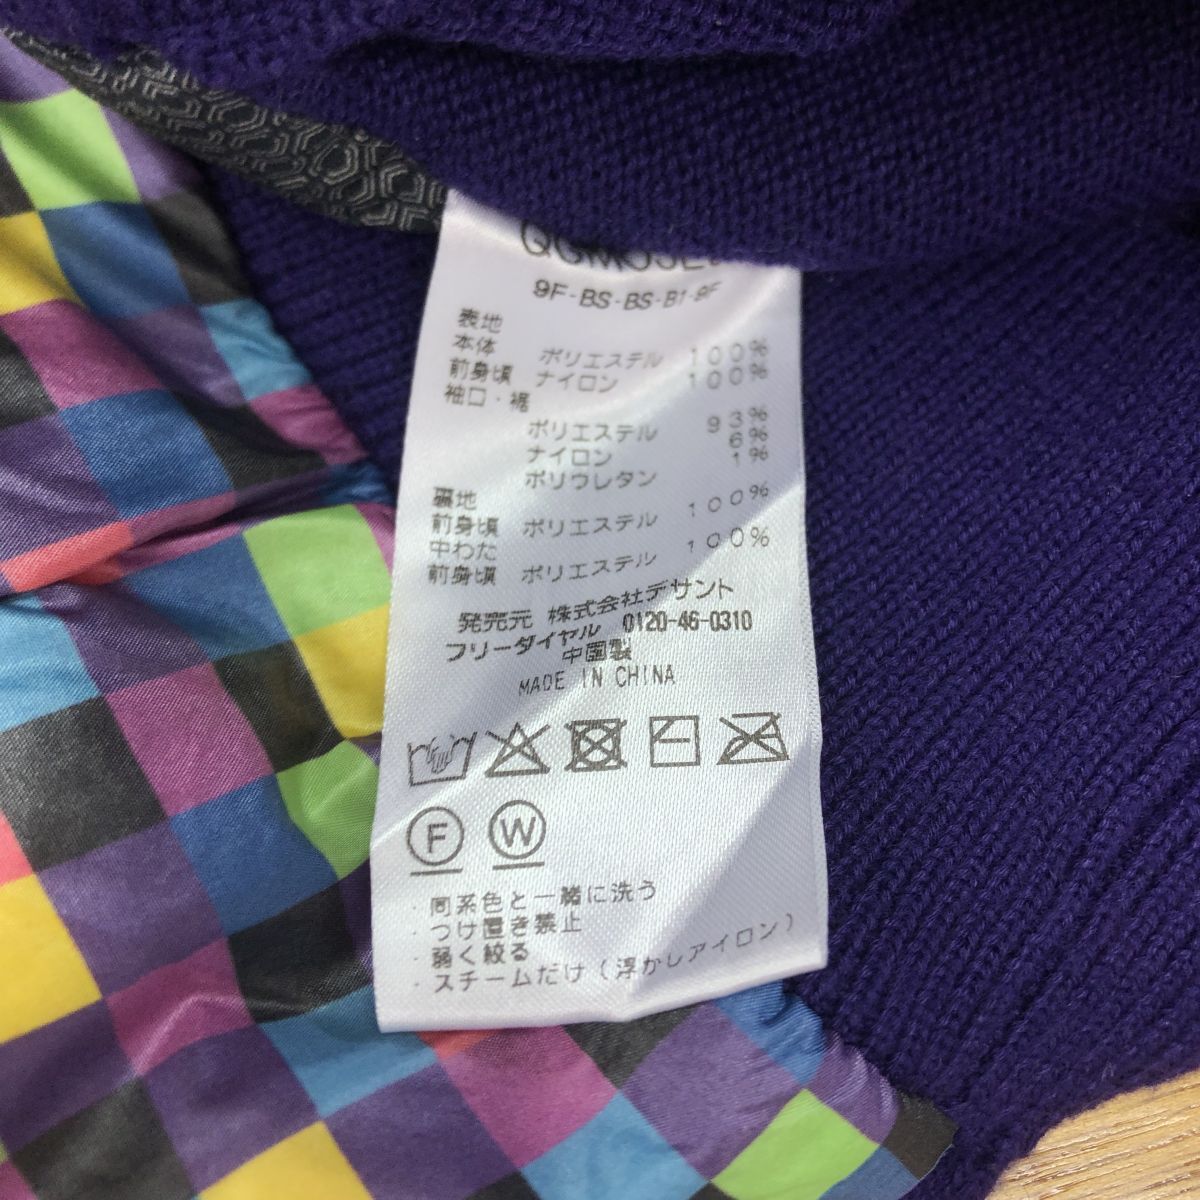 9F-BS-BS-B1-9F
表地
本体 ポリエステル 100%
前身頃 ナイロン 100%
袖口・裾
ポリエステル 93%
ナイロン 6%
ポリウレタン 1%
裏地
前身頃 ポリエステル 100%
中わた
前身頃 ポリエステル 100%
発売元 株式会社デサント
フリーダイヤル 0120-46-0310
中国製
MADE IN CHINA
F W
・同系色と一緒に洗う
・つけ置き禁止
・弱く絞る
・スチームだけ(浮かしアイロン)